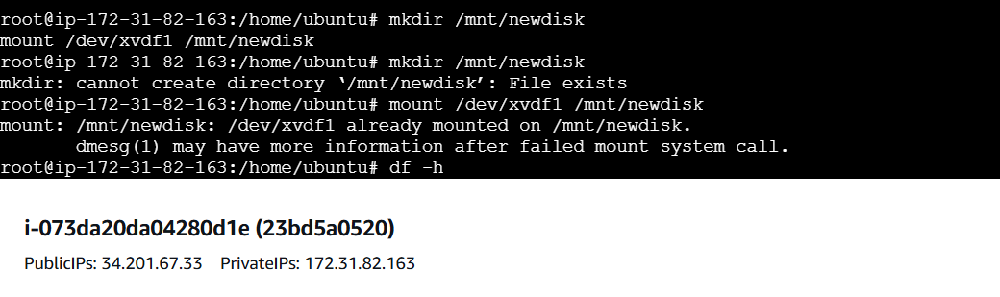 root@ip-172-31-82-163:/home/ubuntu# mkdir /mnt/newdisk
mount /dev/xvdf1 /mnt/newdisk
root@ip-172-31-82-163:/home/ubuntu# mkdir /mnt/newdisk
mkdir: cannot create directory ‘/mnt/newdisk’: File exists
root@ip-172-31-82-163:/home/ubuntu# mount /dev/xvdf1 /mnt/newdisk
mount: /mnt/newdisk: /dev/xvdf1 already mounted on /mnt/newdisk.
       dmesg(1) may have more information after failed mount system call.
root@ip-172-31-82-163:/home/ubuntu# df -h
i-073da20da04280d1e (23bd5a0520)
PublicIPs: 34.201.67.33    PrivateIPs: 172.31.82.163